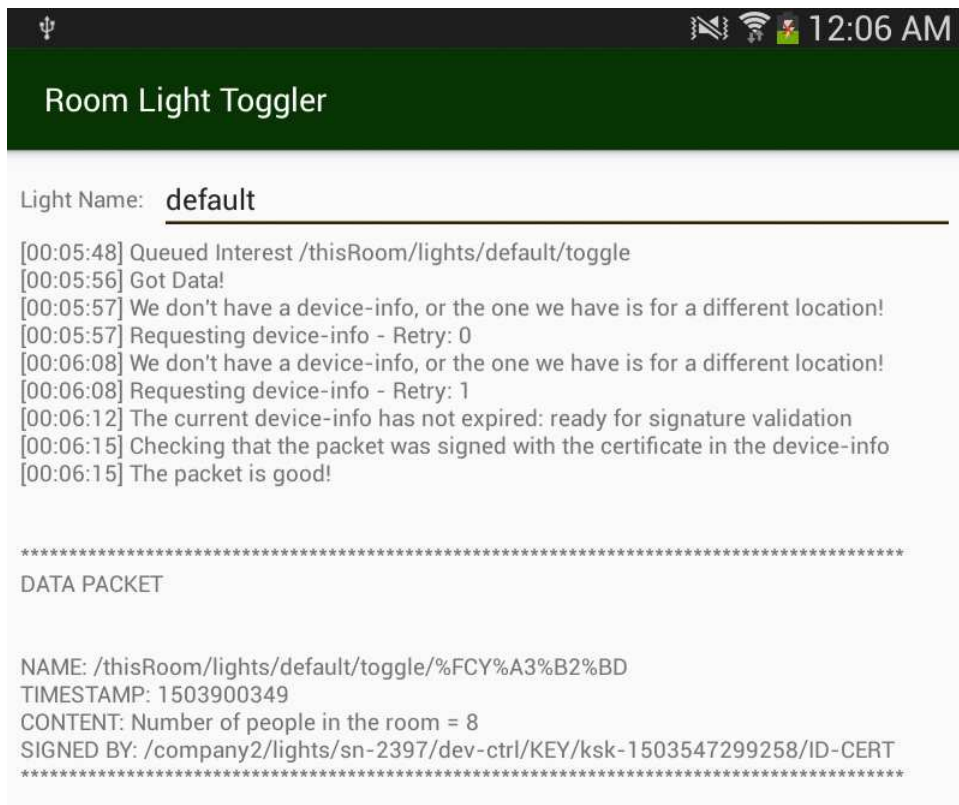 12:06 AM
Room Light Toggler
Light Name: default
[00:05:48] Queued Interest /thisRoom/lights/default/toggle
[00:05:56] Got Data!
[00:05:57] We don't have a device-info, or the one we have is for a different location!
[00:05:57] Requesting device-info - Retry: 0
[00:06:08] We don't have a device-info, or the one we have is for a different location!
[00:06:08] Requesting device-info - Retry: 1
[00:06:12] The current device-info has not expired: ready for signature validation
[00:06:15] Checking that the packet was signed with the certificate in the device-info
[00:06:15] The packet is good!
******************************************************************************************
DATA PACKET
NAME: /thisRoom/lights/default/toggle/%FCY%A3%B2%BD
TIMESTAMP: 1503900349
CONTENT: Number of people in the room = 8
SIGNED BY: /company2/lights/sn-2397/dev-ctrl/KEY/ksk-1503547299258/ID-CERT
******************************************************************************************